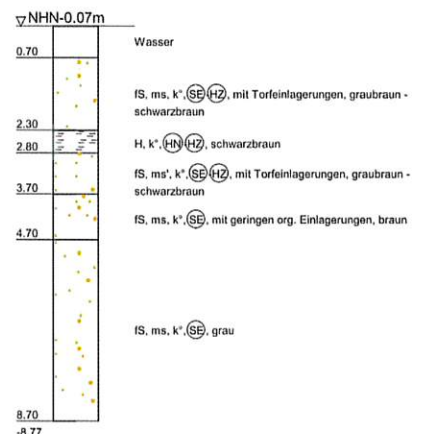 ▽NHN-0.07m
Wasser
0.70
fS, ms, k°, SE-HZ, mit Torfeinlagerungen, graubraun -
schwarzbraun
2.30
H, k°, HN-HZ, schwarzbraun
2.80
fS, ms', k°, SE-HZ, mit Torfeinlagerungen, graubraun -
schwarzbraun
3.70
fS, ms, k°, SE, mit geringen org. Einlagerungen, braun
4.70
fS, ms, k°, SE, grau
8.70
-8.77